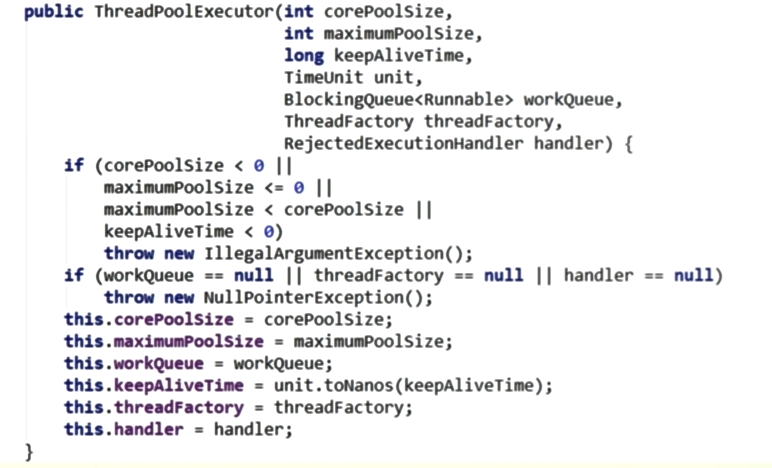 public ThreadPoolExecutor(int corePoolSize,
int maximumPoolSize,
long keepAliveTime,
TimeUnit unit,
BlockingQueue<Runnable> workQueue,
ThreadFactory threadFactory,
RejectedExecutionHandler handler) {
if (corePoolSize < 0 ||
maximumPoolSize <= 0 ||
maximumPoolSize < corePoolSize ||
keepAliveTime < 0)
throw new IllegalArgumentException();
if (workQueue == null || threadFactory == null || handler == null)
throw new NullPointerException();
this.corePoolSize = corePoolSize;
this.maximumPoolSize = maximumPoolSize;
this.workQueue = workQueue;
this.keepAliveTime = unit.toNanos(keepAliveTime);
this.threadFactory = threadFactory;
this.handler = handler;
}